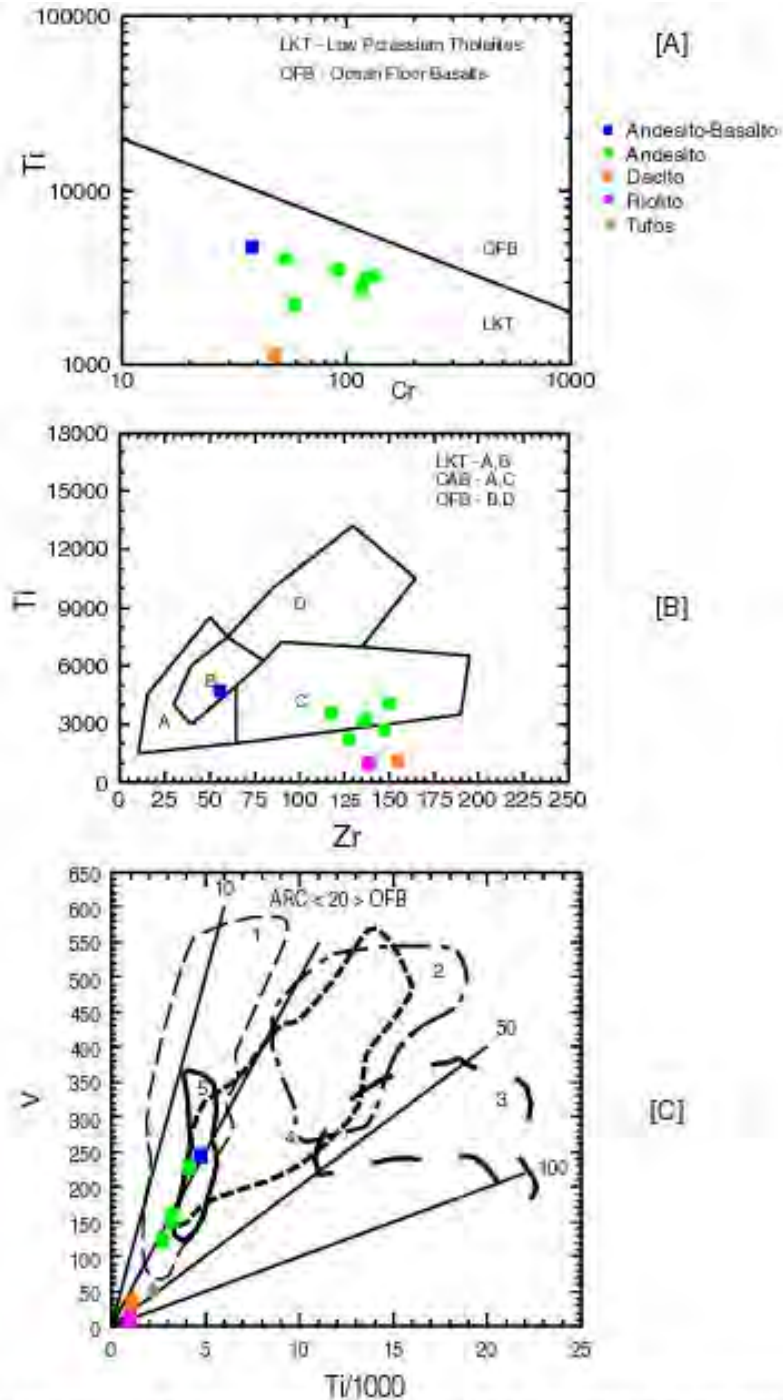 100000
LKT - Low Potassium Tholeiites
OFB - Ocean Floor Basalts
[A]
Ti
10000
OFB
LKT
1000
10
100
1000
Cr
Andesito-Basalto
Andesito
Dacito
Riolito
Tufos
18000
15000
12000
9000
6000
3000
0
LKT - A,B
CAB - A,C
OFB - B,D
[B]
Ti
D
B
A
C
0 25 50 75 100 125 150 175 200 225 250
Zr
650
600
550
500
450
400
350
300
250
200
150
100
50
0
10
ARC < 20 > OFB
1
2
50
5
3
4
100
[C]
V
0
5
10
15
20
25
Ti/1000